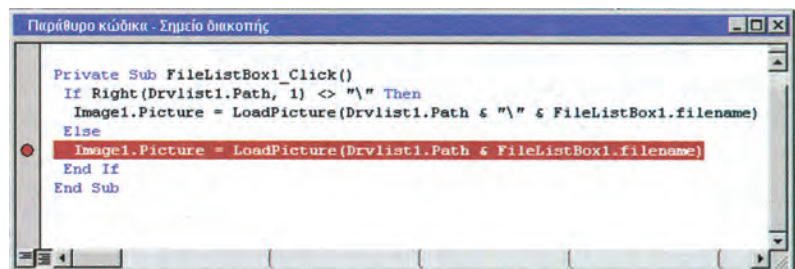 Παράθυρο κώδικα - Σημείο διακοπής
Private Sub FileListBox1_Click()
If Right(Drvlist1.Path, 1) <> "\" Then
Image1.Picture = LoadPicture(Drvlist1.Path & "\" & FileListBox1.filename)
Else
Image1.Picture = LoadPicture(Drvlist1.Path & FileListBox1.filename)
End If
End Sub